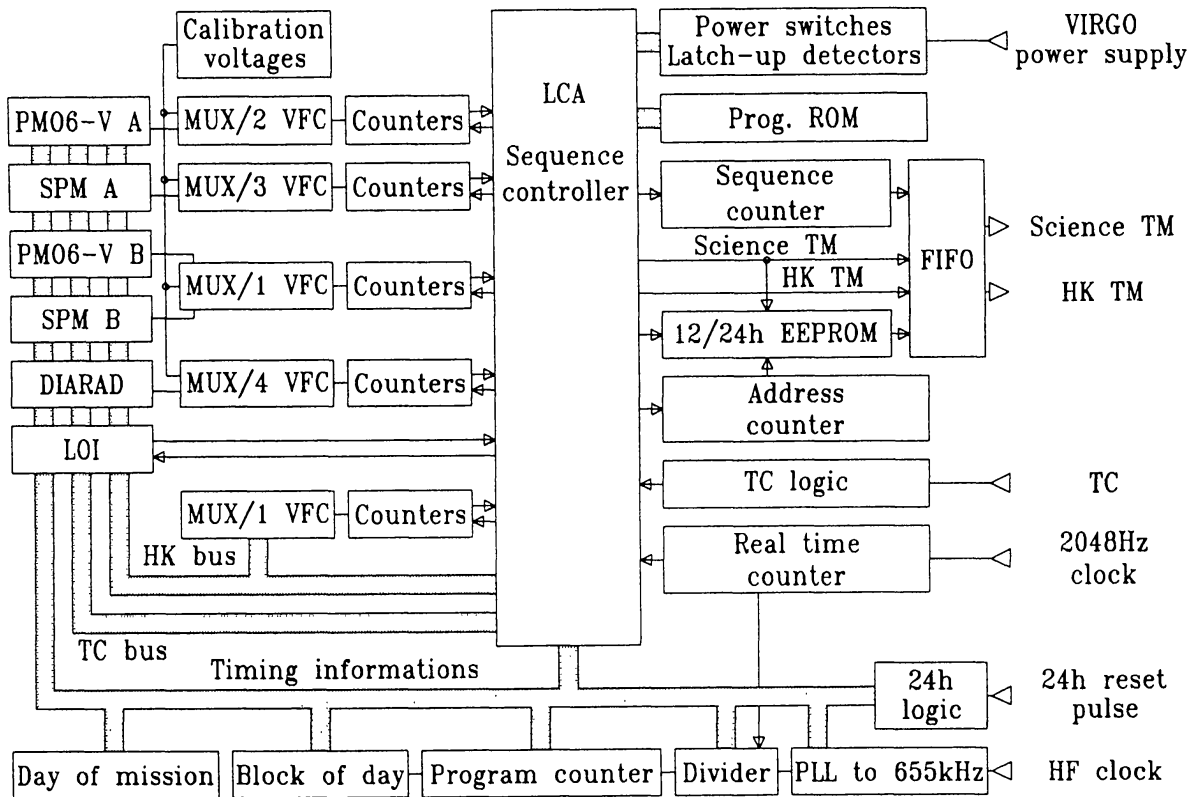 Calibration
voltages
Power switches
Latch-up detectors
VIRGO
power supply
PMO6-V A
MUX/2 VFC
Counters
LCA
Sequence
controller
Prog. ROM
SPM A
MUX/3 VFC
Counters
Sequence
counter
Science TM
FIFO
Science TM
PMO6-V B
MUX/1 VFC
Counters
HK TM
HK TM
SPM B
12/24h EEPROM
DIARAD
MUX/4 VFC
Counters
Address
counter
LOI
TC logic
TC
MUX/1 VFC
Counters
HK bus
Real time
counter
2048Hz
clock
TC bus
Timing informations
24h
logic
24h reset
pulse
Day of mission
Block of day
Program counter
Divider
PLL to 655kHz
HF clock